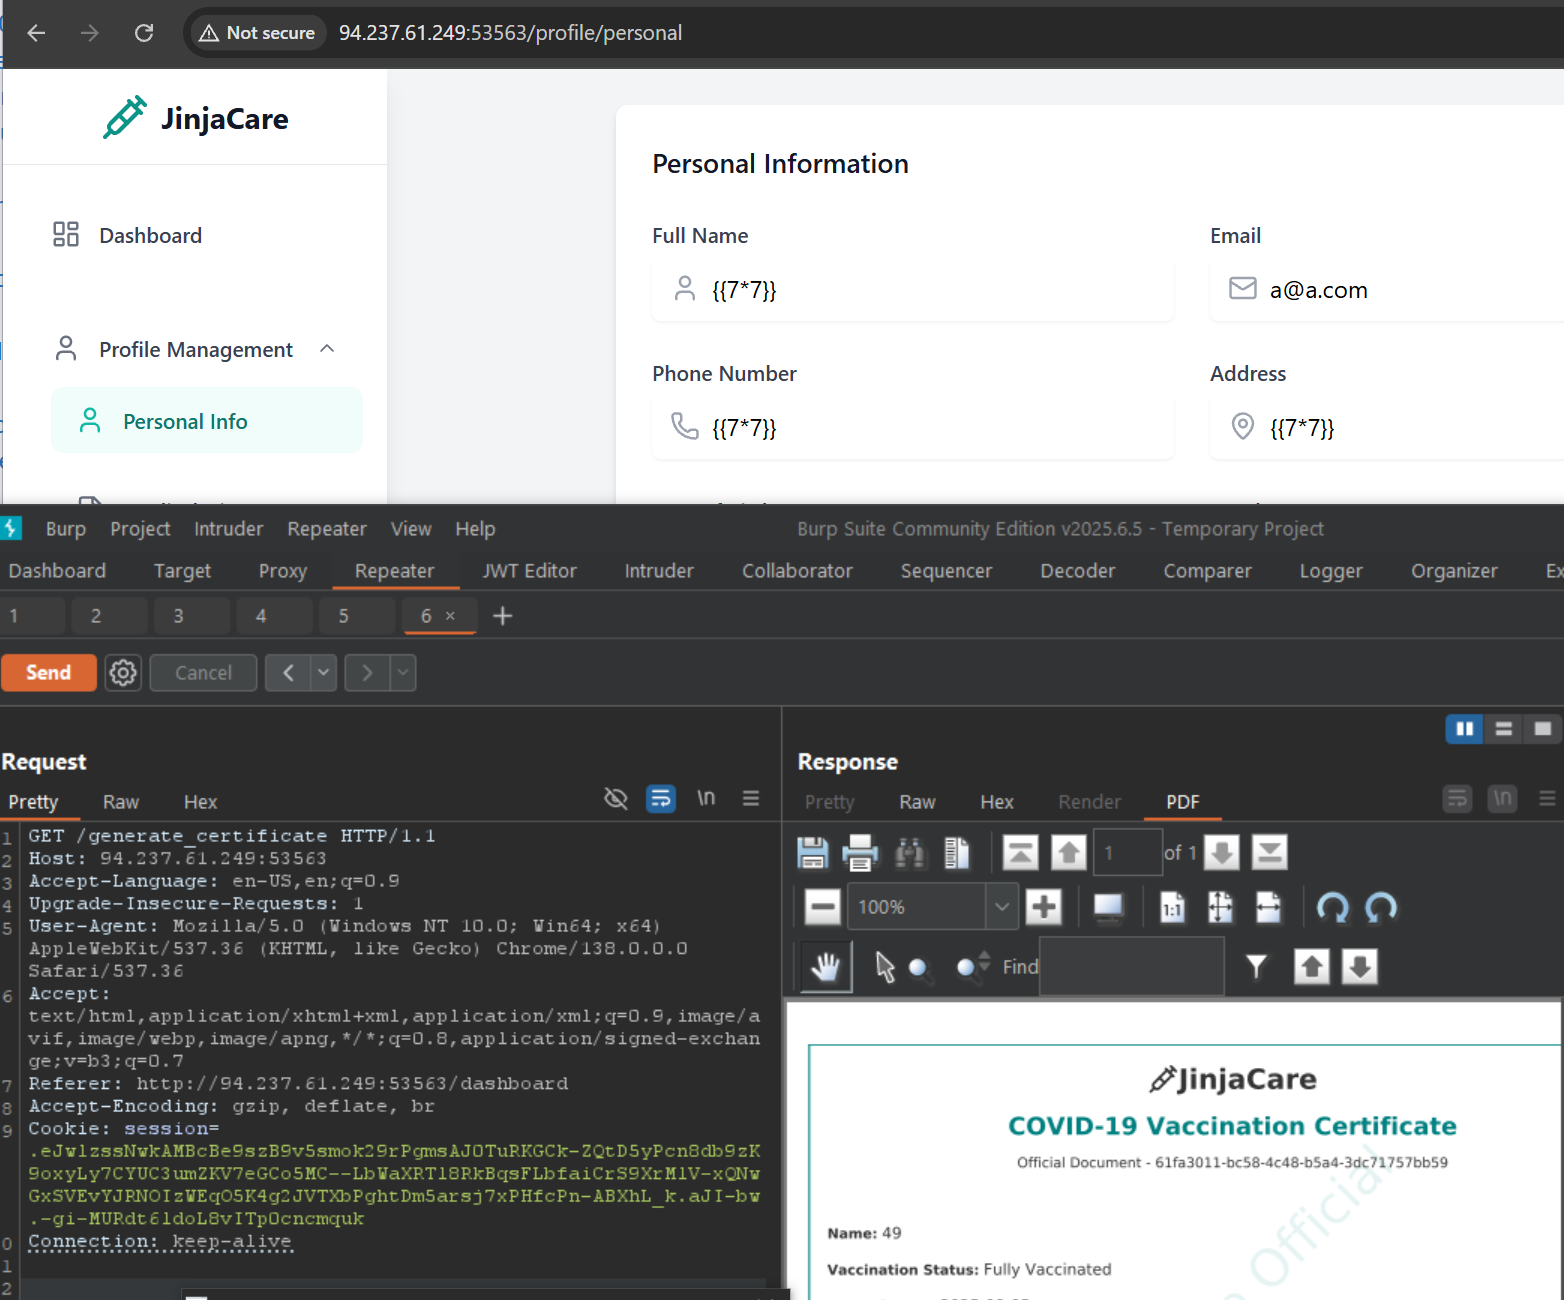 Not secure 94.237.61.249:53563/profile/personal
JinjaCare
Dashboard
Profile Management
Personal Info
Personal Information
Full Name
{{7*7}}
Email
a@a.com
Phone Number
{{7*7}}
Address
{{7*7}}
Burp Project Intruder Repeater View Help Burp Suite Community Edition v2025.6.5 - Temporary Project
Dashboard Target Proxy Repeater JWT Editor Intruder Collaborator Sequencer Decoder Comparer Logger Organizer Ex
1 2 3 4 5 6 × +
Send Cancel
Request
Pretty Raw Hex \n
1 GET /generate_certificate HTTP/1.1
2 Host: 94.237.61.249:53563
3 Accept-Language: en-US,en;q=0.9
4 Upgrade-Insecure-Requests: 1
5 User-Agent: Mozilla/5.0 (Windows NT 10.0; Win64; x64)
AppleWebKit/537.36 (KHTML, like Gecko) Chrome/138.0.0.0
Safari/537.36
6 Accept:
text/html,application/xhtml+xml,application/xml;q=0.9,image/a
vif,image/webp,image/apng,*/*;q=0.8,application/signed-exchan
ge;v=b3;q=0.7
7 Referer: http://94.237.61.249:53563/dashboard
8 Accept-Encoding: gzip, deflate, br
9 Cookie: session=
.eJwlzssNwkAMBcBe9szB9v5smok29rPgmsAJ0TuRKGCk-ZQtD5yPcn8db9zK
9oxyLy7CYUC3umZKV7eGCo5MC--LbWaXRTl8RkBqsFLbfaiCrS9XrMlV-xQNw
GxSVEvYJRNOIzWEqO5K4g2JVTXbPghtDm5arsj7xPHfcPn-ABXhL_k.aJI-bw
.-gi-MURdt6ldoL8vITpOcncmquk
0 Connection: keep-alive
1
2
Response
Pretty Raw Hex Render PDF \n
1 of 1
100% 1:1
Find
JinjaCare
COVID-19 Vaccination Certificate
Official Document - 61fa3011-bc58-4c48-b5a4-3dc71757bb59
Name: 49
Vaccination Status: Fully Vaccinated
Official